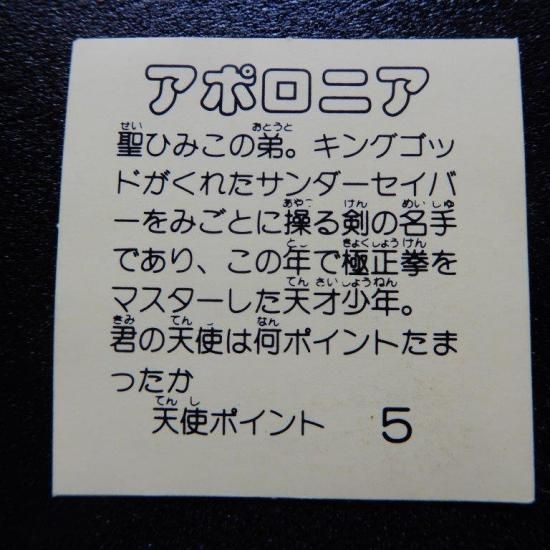 アポロニア
聖ひみこの弟。キングゴッ
ドがくれたサンダーセイバ
ーをみごとに操る剣の名手
であり、この年で極正拳を
マスターした天才少年。
君の天使は何ポイントたま
ったか
天使ポイント 5